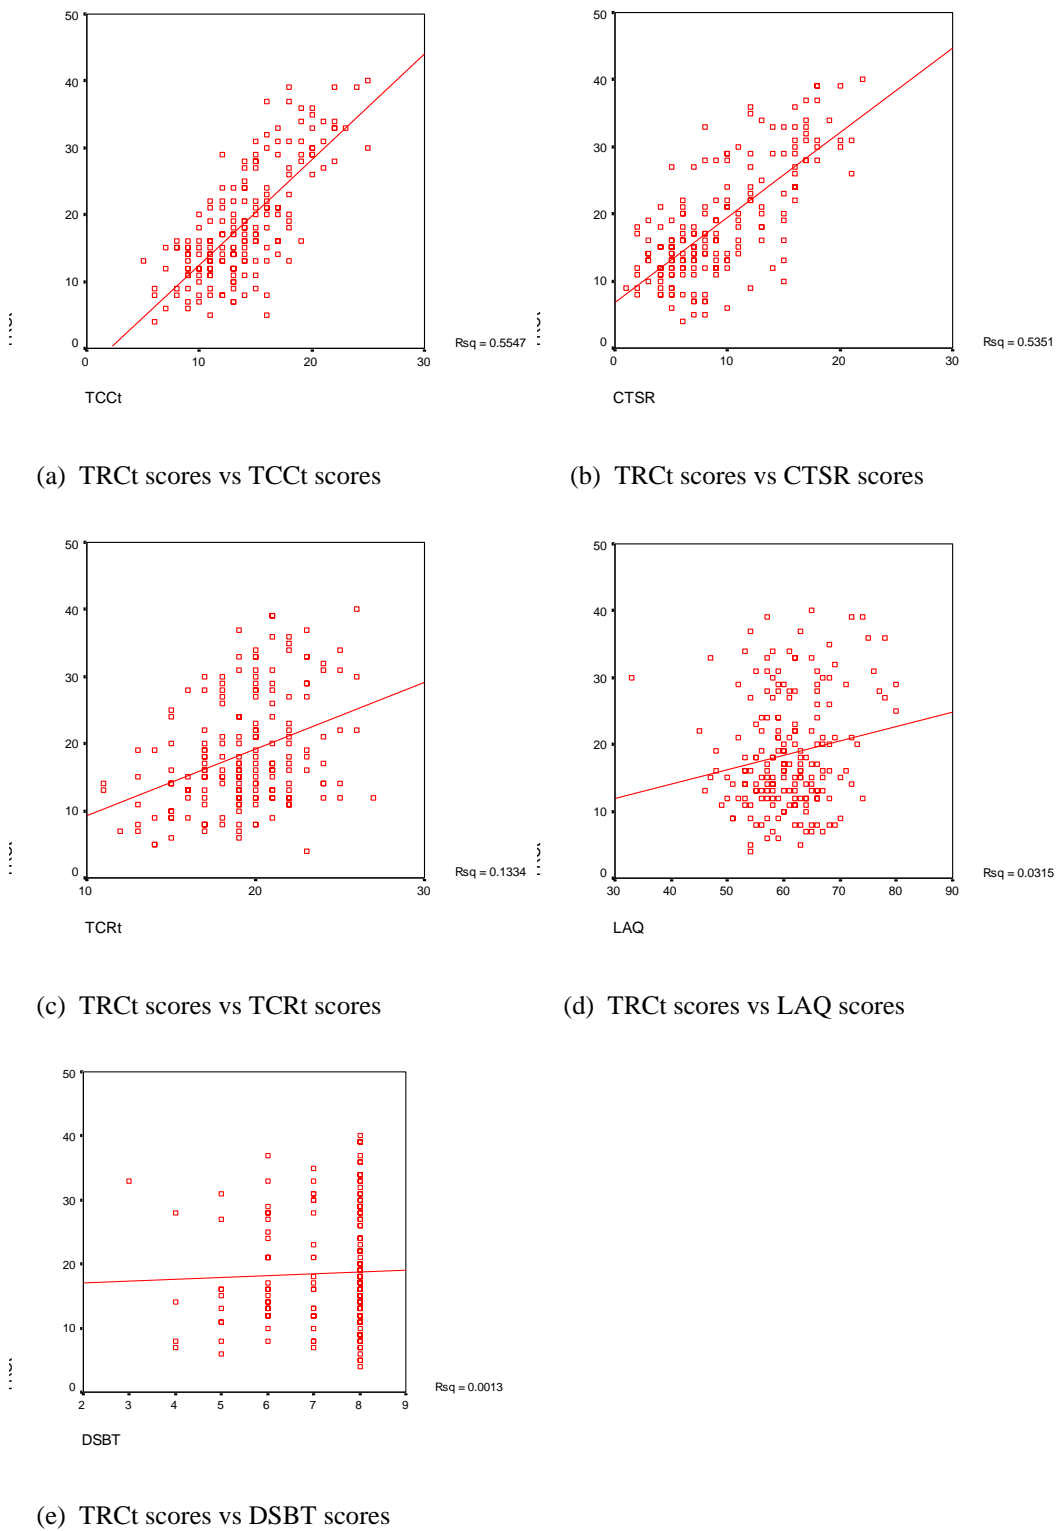 50
40
30
20
10
0
0 10 20 30
Rsq = 0.5547
TCCt
50
40
30
20
10
0
0 10 20 30
Rsq = 0.5351
CTSR
(a) TRCt scores vs TCCt scores
(b) TRCt scores vs CTSR scores
50
40
30
20
10
0
10 20 30
Rsq = 0.1334
TCRt
50
40
30
20
10
0
30 40 50 60 70 80 90
Rsq = 0.0315
LAQ
(c) TRCt scores vs TCRt scores
(d) TRCt scores vs LAQ scores
50
40
30
20
10
0
2 3 4 5 6 7 8 9
Rsq = 0.0013
DSBT
(e) TRCt scores vs DSBT scores